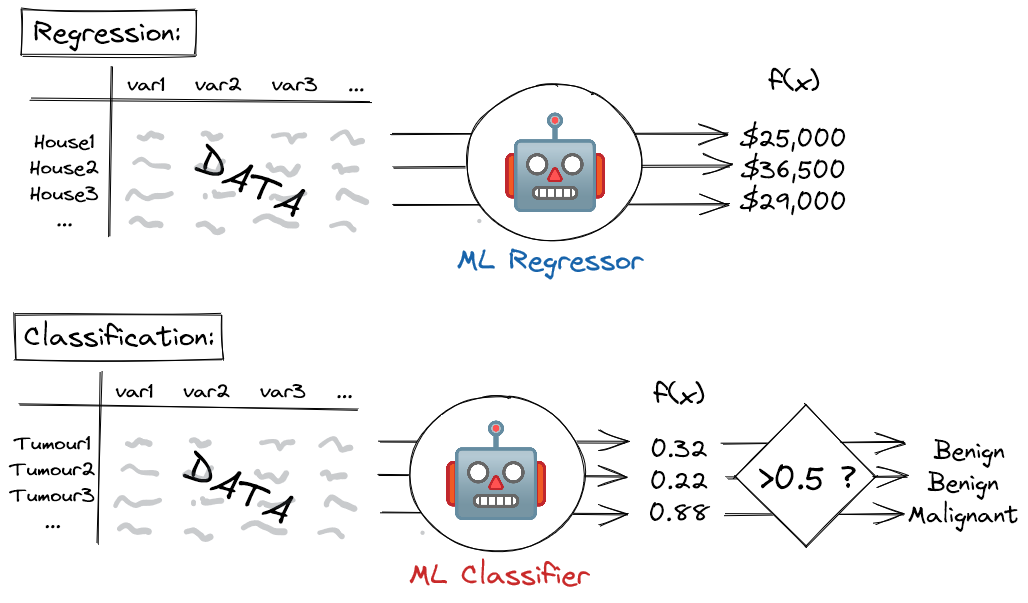 Regression:
var1 var2 var3 ...
f(x)
House1
House2
House3
...
DATA
$25,000
$36,500
$29,000
ML Regressor
Classification:
var1 var2 var3 ...
f(x)
Tumour1
Tumour2
Tumour3
...
DATA
0.32
0.22
0.88
>0.5 ?
Benign
Benign
Malignant
ML Classifier